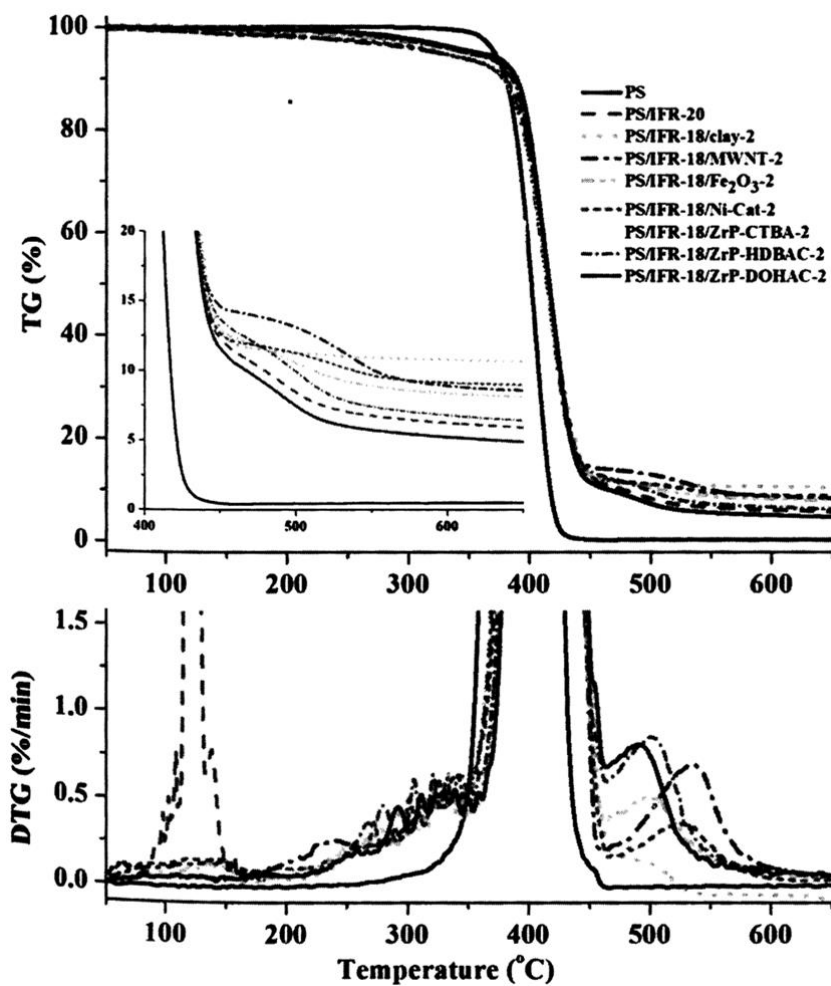 100
80
60
40
20
0
TG (%)
PS
PS/IFR-20
PS/IFR-18/clay-2
PS/IFR-18/MWNT-2
PS/IFR-18/Fe₂O₃-2
PS/IFR-18/Ni-Cat-2
PS/IFR-18/ZrP-CTBA-2
PS/IFR-18/ZrP-HDBAC-2
PS/IFR-18/ZrP-DOHAC-2
20
15
10
5
0
400 500 600
100 200 300 400 500 600
1.5
1.0
0.5
0.0
DTG (%/min)
100 200 300 400 500 600
Temperature (°C)